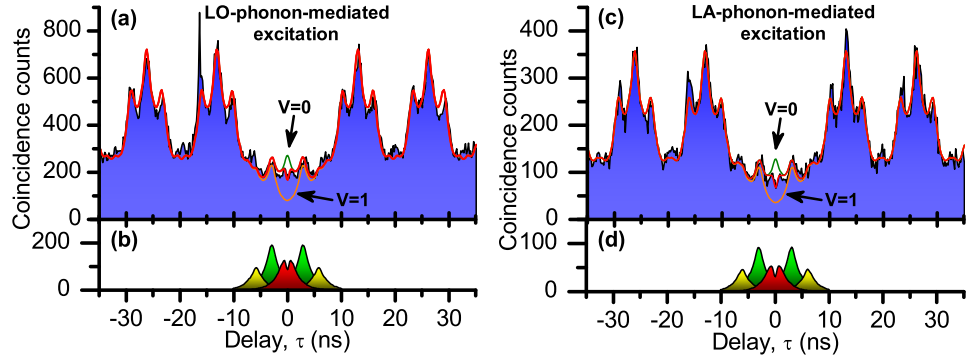 (a)
LO-phonon-mediated
excitation
V=0
V=1
Coincidence counts
800
600
400
200
0
(b)
200
0
-30 -20 -10 0 10 20 30
Delay, τ (ns)
(c)
LA-phonon-mediated
excitation
V=0
V=1
Coincidence counts
400
300
200
100
0
(d)
100
0
-30 -20 -10 0 10 20 30
Delay, τ (ns)